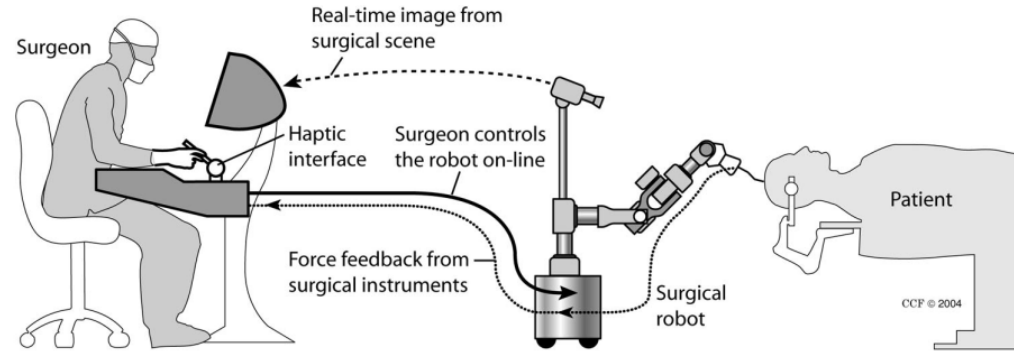 Real-time image from
surgical scene
Surgeon
Haptic
interface
Surgeon controls
the robot on-line
Patient
Force feedback from
surgical instruments
Surgical
robot
CCF © 2004